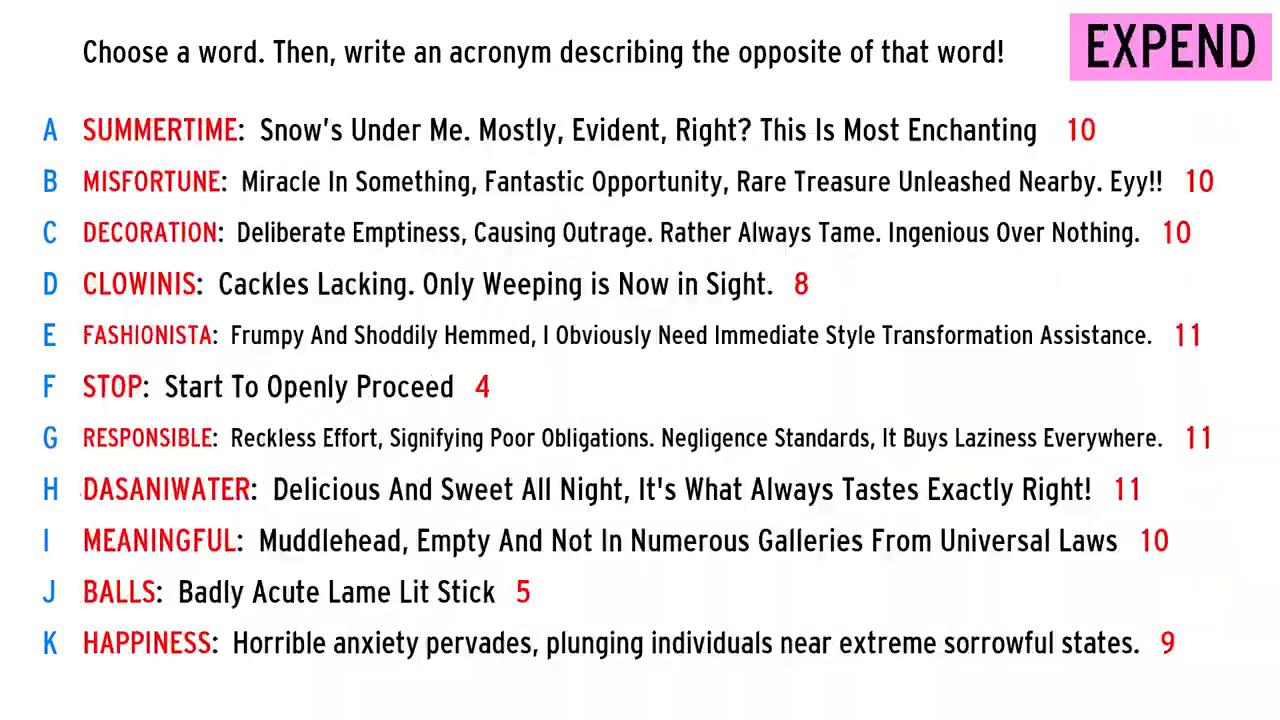 Choose a word. Then, write an acronym describing the opposite of that word!
EXPEND
A SUMMERTIME: Snow's Under Me. Mostly, Evident, Right? This Is Most Enchanting 10
B MISFORTUNE: Miracle In Something, Fantastic Opportunity, Rare Treasure Unleashed Nearby. Eyy!! 10
C DECORATION: Deliberate Emptiness, Causing Outrage. Rather Always Tame. Ingenious Over Nothing. 10
D CLOWINIS: Cackles Lacking. Only Weeping is Now in Sight. 8
E FASHIONISTA: Frumpy And Shoddily Hemmed, I Obviously Need Immediate Style Transformation Assistance. 11
F STOP: Start To Openly Proceed 4
G RESPONSIBLE: Reckless Effort, Signifying Poor Obligations. Negligence Standards, It Buys Laziness Everywhere. 11
H DASANIWATER: Delicious And Sweet All Night, It's What Always Tastes Exactly Right! 11
I MEANINGFUL: Muddlehead, Empty And Not In Numerous Galleries From Universal Laws 10
J BALLS: Badly Acute Lame Lit Stick 5
K HAPPINESS: Horrible anxiety pervades, plunging individuals near extreme sorrowful states. 9